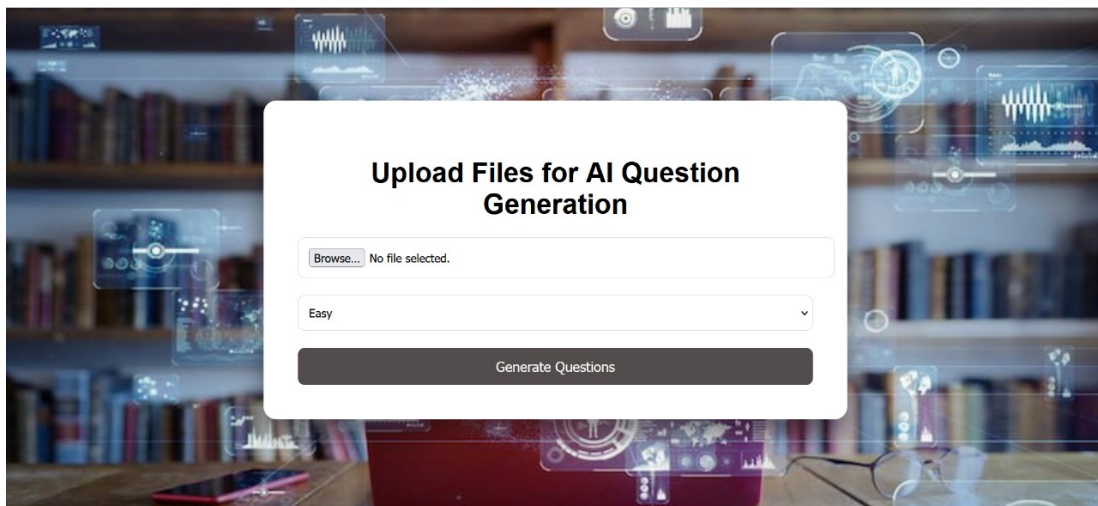 Upload Files for AI Question
Generation
Browse... No file selected.
Easy
Generate Questions